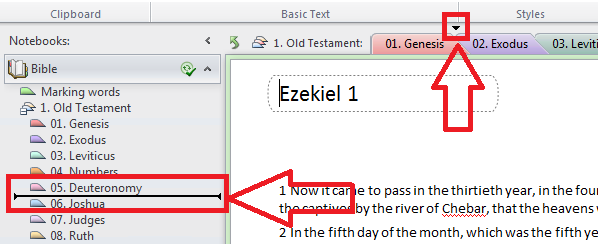 Clipboard
Basic Text
Styles
Notebooks:
Bible
Marking words
1. Old Testament
01. Genesis
02. Exodus
03. Leviticus
04. Numbers
05. Deuteronomy
06. Joshua
07. Judges
08. Ruth
1. Old Testament:
01. Genesis
02. Exodus
03. Leviti
Ezekiel 1
1 Now it came to pass in the thirtieth year, in the four
the captives by the river of Chebar, that the heavens
2 In the fifth day of the month, which was the fifth ye